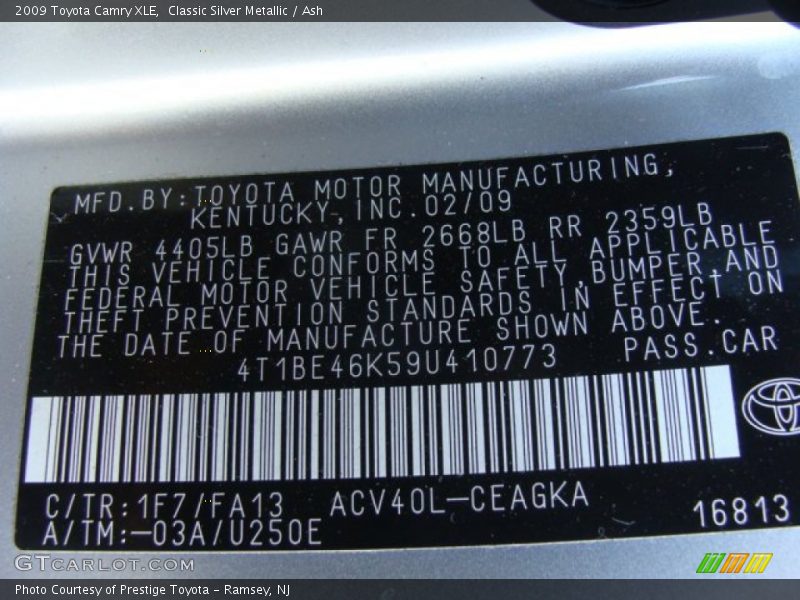 2009 Toyota Camry XLE,  Classic Silver Metallic / Ash
MFD.BY:TOYOTA MOTOR MANUFACTURING,
KENTUCKY,INC.02/09
GVWR 4405LB GAWR FR 2668LB RR 2359LB
THIS VEHICLE CONFORMS TO ALL APPLICABLE
FEDERAL MOTOR VEHICLE SAFETY,BUMPER,AND
THEFT PREVENTION STANDARDS IN EFFECT ON
THE DATE OF MANUFACTURE SHOWN ABOVE.
4T1BE46K59U410773 PASS.CAR
C/TR:1F7/FA13 ACV40L-CEAGKA
A/TM:-03A/U250E 16813
GTCARLOT.COM
Photo Courtesy of Prestige Toyota - Ramsey, NJ